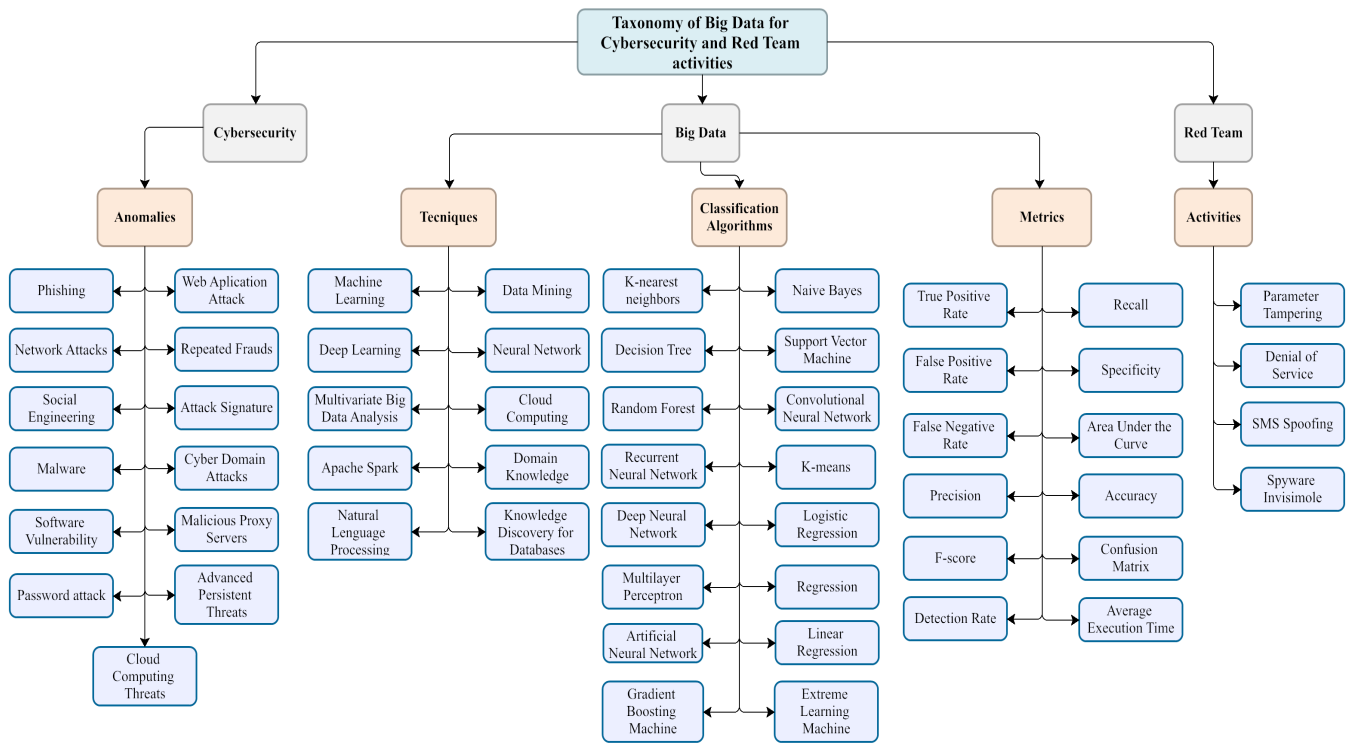 Taxonomy of Big Data for
Cybersecurity and Red Team
activities
Cybersecurity
Big Data
Red Team
Anomalies
Tecniques
Classification
Algorithms
Metrics
Activities
Phishing
Web Aplication
Attack
Network Attacks
Repeated Frauds
Social
Engineering
Attack Signature
Malware
Cyber Domain
Attacks
Software
Vulnerability
Malicious Proxy
Servers
Password attack
Advanced
Persistent
Threats
Cloud
Computing
Threats
Machine
Learning
Data Mining
Deep Learning
Neural Network
Multivariate Big
Data Analysis
Cloud
Computing
Apache Spark
Domain
Knowledge
Natural
Lenguage
Processing
Knowledge
Discovery for
Databases
K-nearest
neighbors
Naive Bayes
Decision Tree
Support Vector
Machine
Random Forest
Convolutional
Neural Network
Recurrent
Neural Network
K-means
Deep Neural
Network
Logistic
Regression
Multilayer
Perceptron
Regression
Artificial
Neural Network
Linear
Regression
Gradient
Boosting
Machine
Extreme
Learning
Machine
True Positive
Rate
Recall
False Positive
Rate
Specificity
False Negative
Rate
Area Under the
Curve
Precision
Accuracy
F-score
Confusion
Matrix
Detection Rate
Average
Execution Time
Parameter
Tampering
Denial of
Service
SMS Spoofing
Spyware
Invisimole